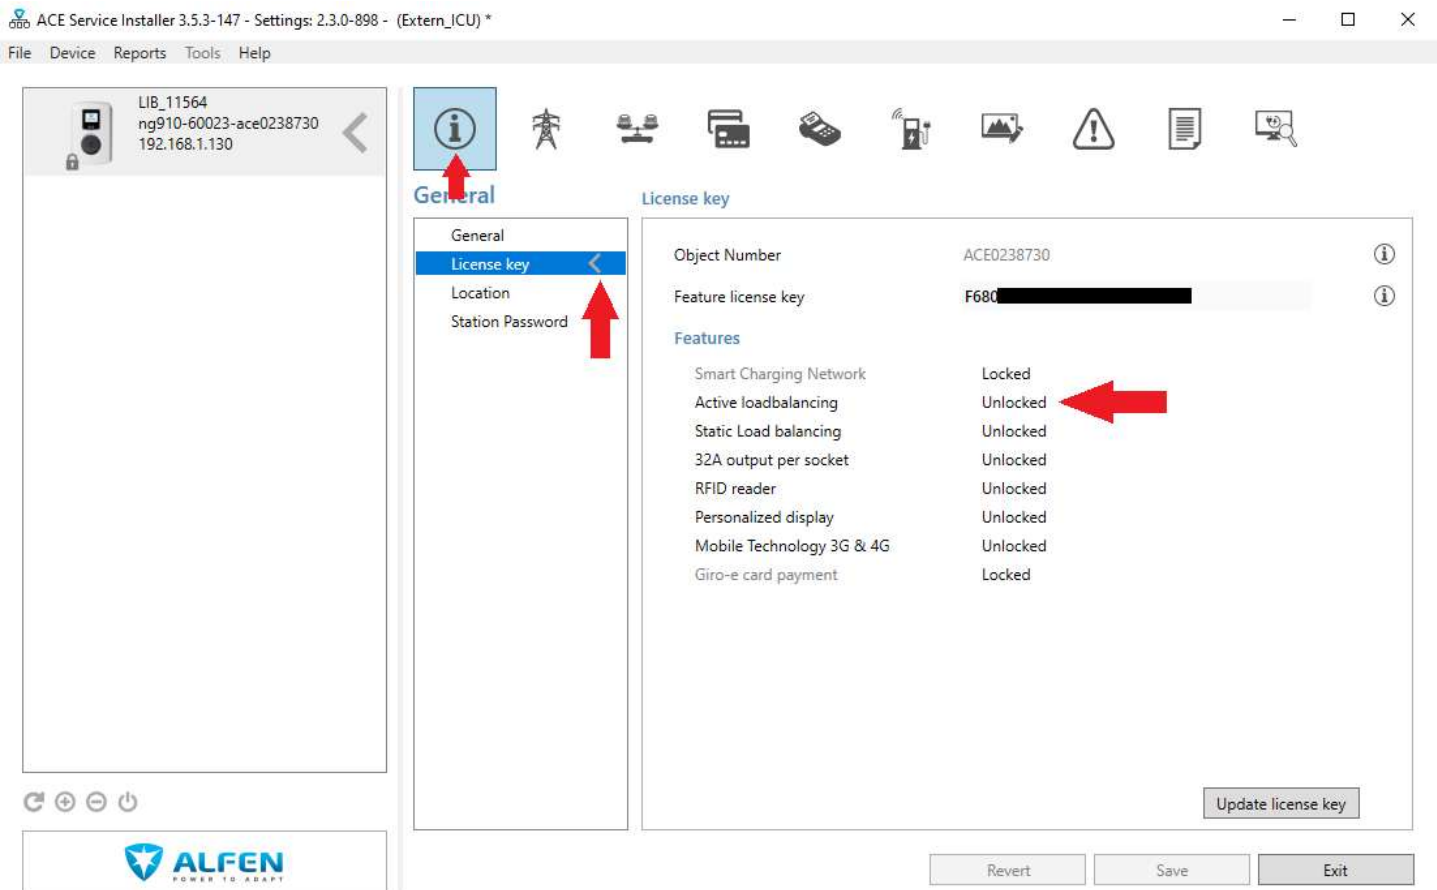 ACE Service Installer 3.5.3-147 - Settings: 2.3.0-898 - (Extern_ICU) *
File Device Reports Tools Help
LIB_11564
ng910-60023-ace0238730
192.168.1.130
General
General
License key
Location
Station Password
License key
Object Number ACE0238730
Feature license key F680
Features
Smart Charging Network Locked
Active loadbalancing Unlocked
Static Load balancing Unlocked
32A output per socket Unlocked
RFID reader Unlocked
Personalized display Unlocked
Mobile Technology 3G & 4G Unlocked
Giro-e card payment Locked
Update license key
ALFEN
POWER TO ADAPT
Revert Save Exit